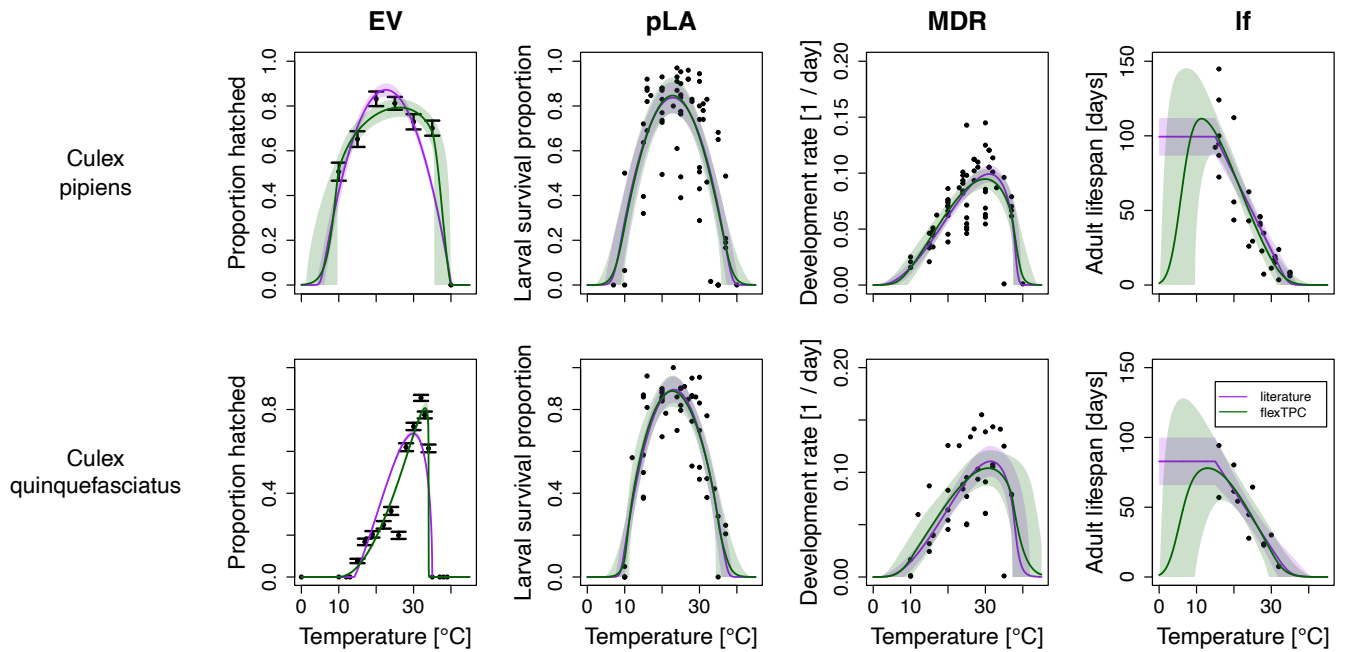 EV pLA MDR lf
Culex
pipiens
Proportion hatched
0.0 0.2 0.4 0.6 0.8 1.0
Larval survival proportion
0.0 0.2 0.4 0.6 0.8 1.0
Development rate [1 / day]
0.00 0.05 0.10 0.15 0.20
Adult lifespan [days]
0 50 100 150
Culex
quinquefasciatus
Proportion hatched
0.0 0.4 0.8
0 10 30
Temperature [°C]
Larval survival proportion
0.0 0.4 0.8
0 10 30
Temperature [°C]
Development rate [1 / day]
0.00 0.10 0.20
0 10 30
Temperature [°C]
Adult lifespan [days]
0 50 100 150
0 10 30
Temperature [°C]
literature
flexTPC